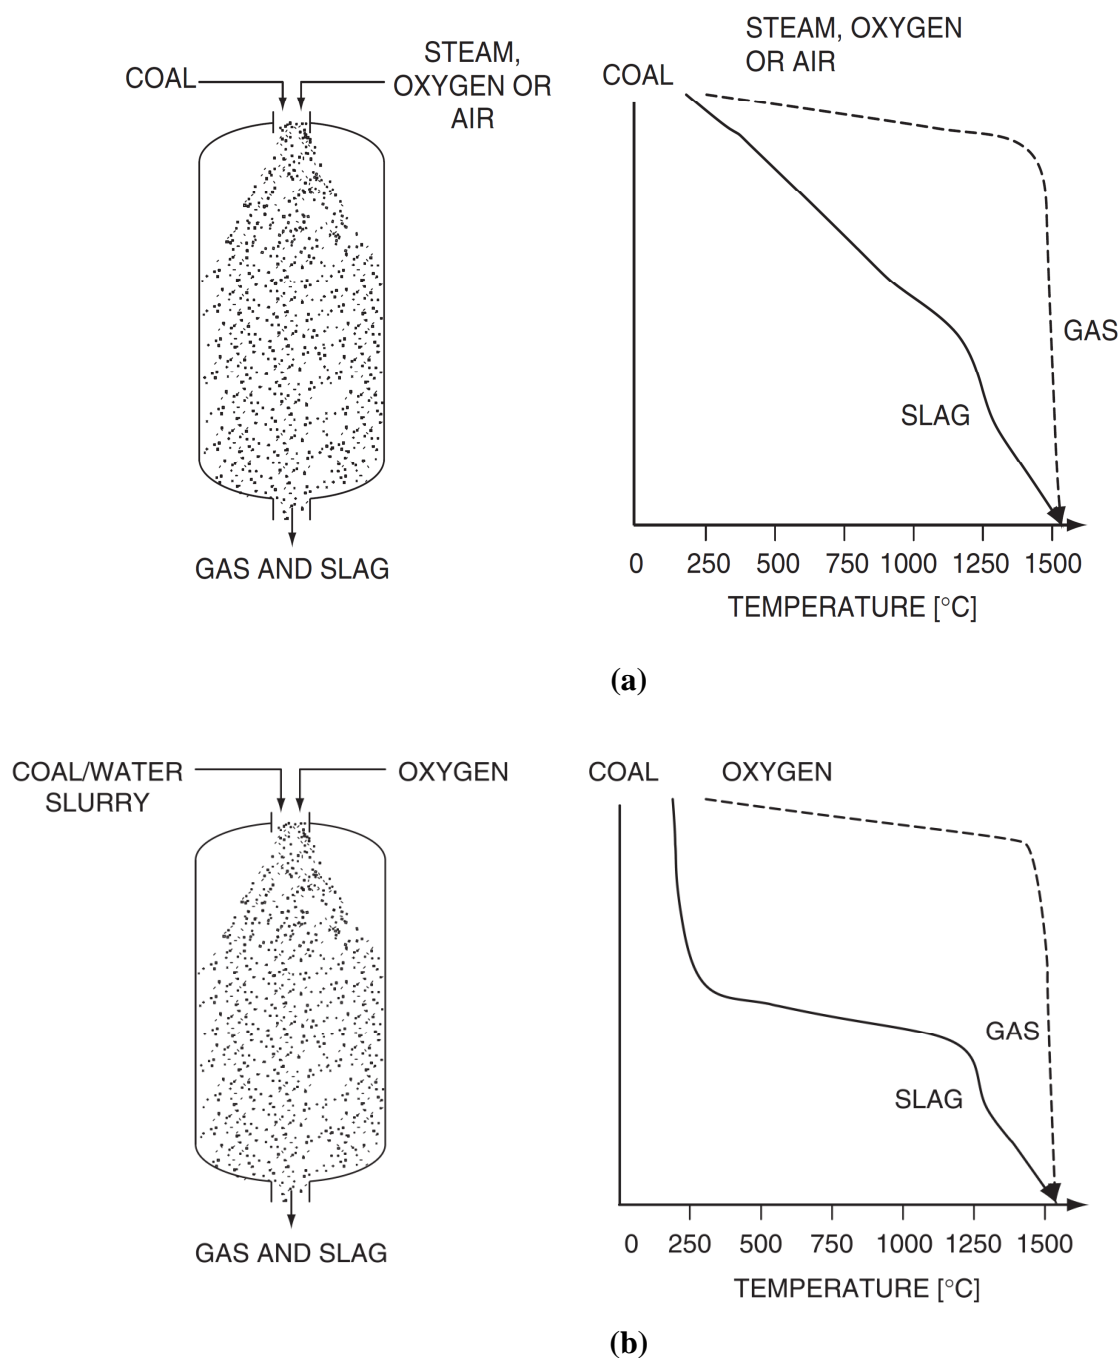 COAL
STEAM,
OXYGEN OR
AIR
GAS AND SLAG
STEAM, OXYGEN
OR AIR
COAL
GAS
SLAG
0 250 500 750 1000 1250 1500
TEMPERATURE [°C]
(a)
COAL/WATER
SLURRY
OXYGEN
GAS AND SLAG
COAL OXYGEN
GAS
SLAG
0 250 500 750 1000 1250 1500
TEMPERATURE [°C]
(b)